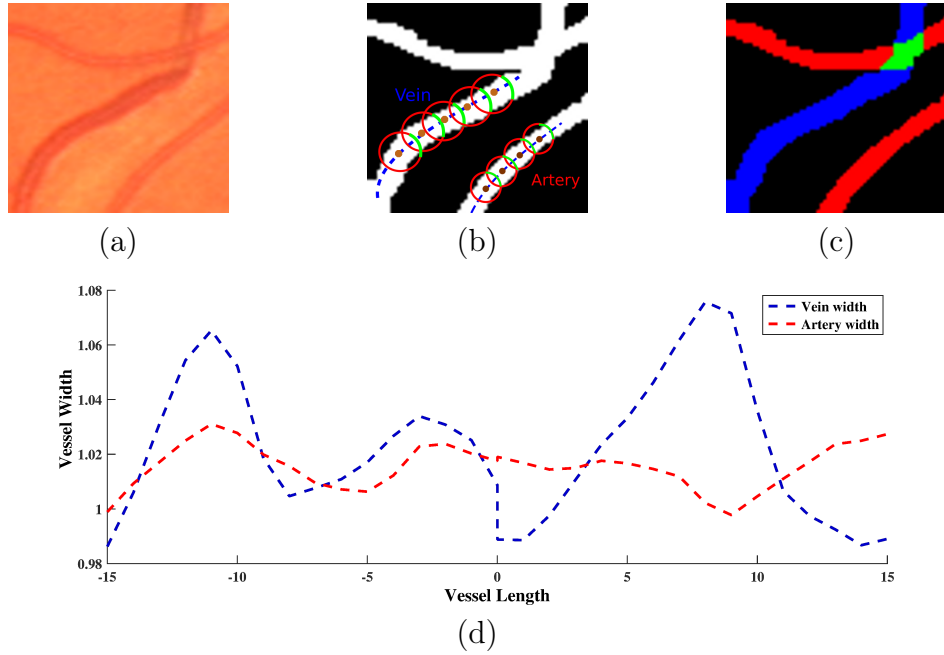 Vein
Artery
(a)
(b)
(c)
1.08
1.06
1.04
1.02
1
0.98
Vessel Width
Vein width
Artery width
-15
-10
-5
0
5
10
15
Vessel Length
(d)